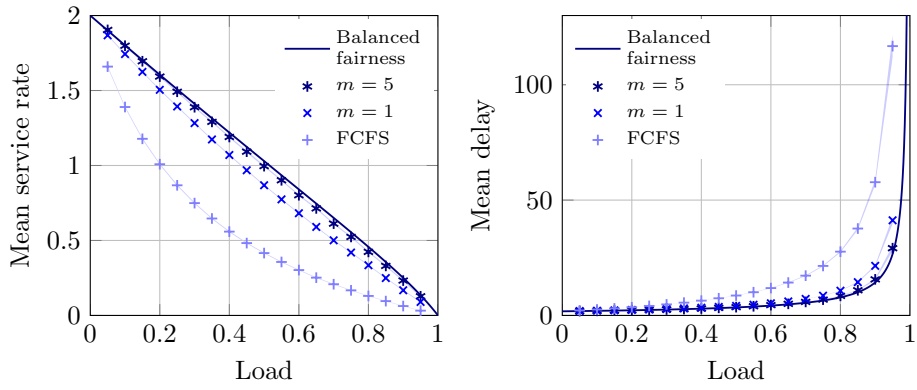 2
1.5
1
0.5
0
0 0.2 0.4 0.6 0.8 1
Load
Mean service rate
Balanced
fairness
m = 5
m = 1
FCFS
100
50
0
0 0.2 0.4 0.6 0.8 1
Load
Mean delay
Balanced
fairness
m = 5
m = 1
FCFS